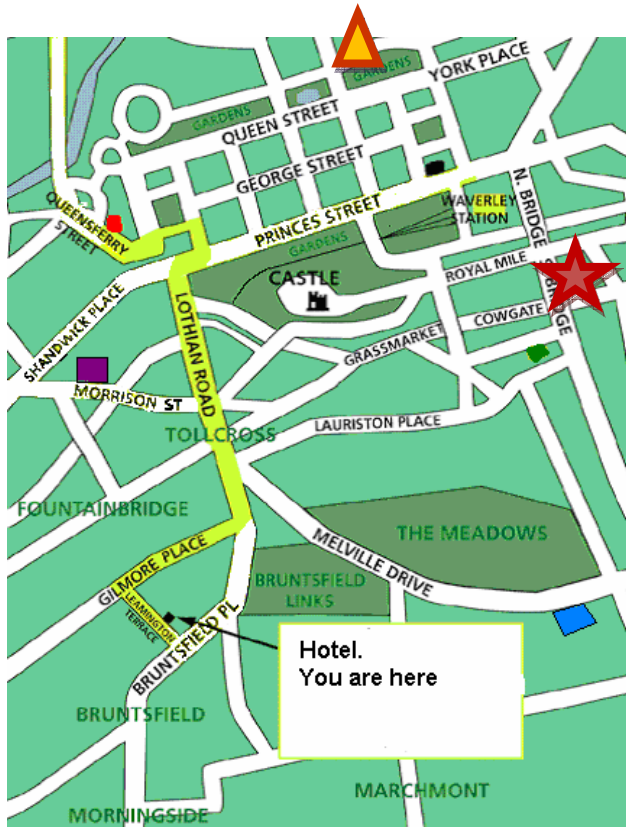 YORK PLACE
GARDENS
GARDENS
QUEEN STREET
GEORGE STREET
N. BRIDGE
QUEENSFERRY
STREET
PRINCES STREET
WAVERLEY
STATION
GARDENS
ROYAL MILE
CASTLE
BRIDGE
SHANDWICK PLACE
LOTHIAN ROAD
COWGATE
GRASSMARKET
MORRISON ST
LAURISTON PLACE
TOLLCROSS
FOUNTAINBRIDGE
THE MEADOWS
MELVILLE DRIVE
GILMORE PLACE
BRUNTSFIELD
LINKS
LEAMINGTON
TERRACE
BRUNTSFIELD PL
Hotel.
You are here
BRUNTSFIELD
MARCHMONT
MORNINGSIDE